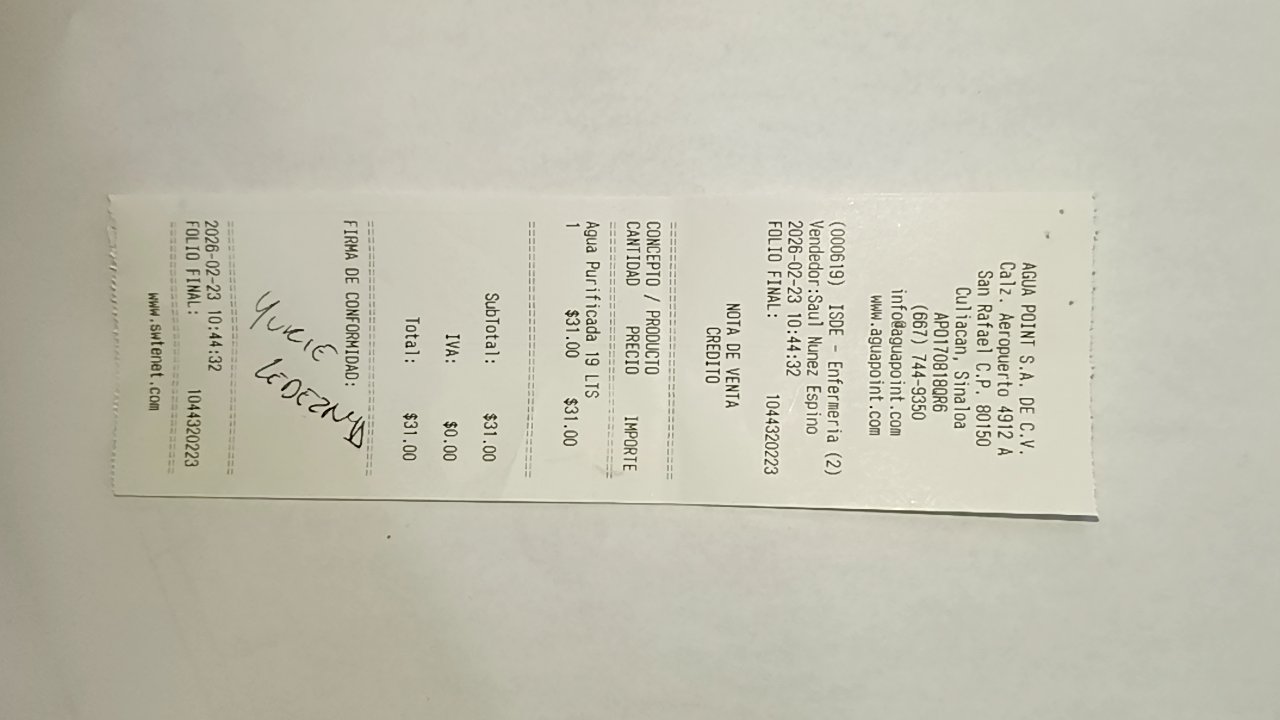 AGUA POINT S.A. DE C.V.
Calz. Aeropuerto 4912 A
San Rafael C.P. 80150
Culiacan, Sinaloa
APO170818QR6
(667) 744-9350
info@aguapoint.com
www.aguapoint.com
(000619) ISDE - Enfermeria (2)
Vendedor:Saul Nunez Espino
2026-02-23 10:44:32
FOLIO FINAL: 1044320223
NOTA DE VENTA
CREDITO
==============================
CONCEPTO / PRODUCTO
CANTIDAD PRECIO IMPORTE
==============================
Agua Purificada 19 LTS
1 $31.00 $31.00
==============================
SubTotal: $31.00
IVA: $0.00
Total: $31.00
==============================
FIRMA DE CONFORMIDAD:
YURIE
LEDEZMA
==============================
2026-02-23 10:44:32
FOLIO FINAL: 1044320223
==============================
www.swtenet.com